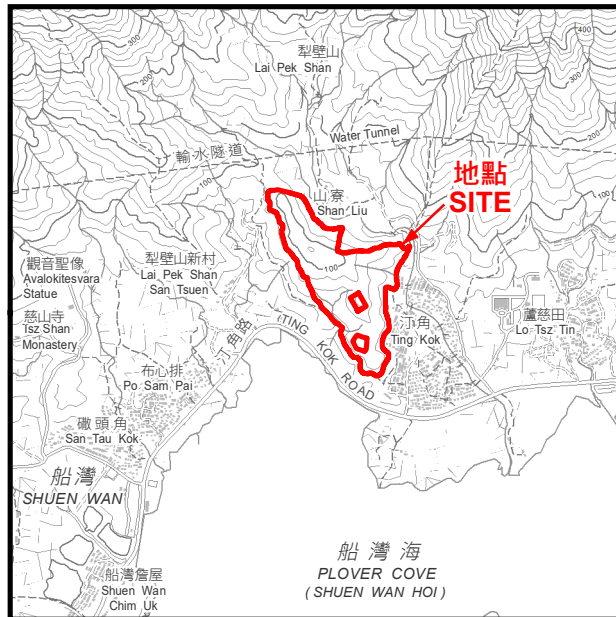 400
300
300
200
200
犁壁山
Lai Pek Shan
Water Tunnel
輸水隧道
100
100
地點
SITE
山寮
Shan Liu
觀音聖像
Avalokitesvara
Statue
犁壁山新村
Lai Pek Shan
San Tsuen
100
慈山寺
Tsz Shan
Monastery
汀角路
TING KOK ROAD
汀角
Ting Kok
蘆慈田
Lo Tsz Tin
布心排
Po Sam Pai
磡頭角
San Tau Kok
船灣
SHUEN WAN
船灣海
PLOVER COVE
( SHUEN WAN HOI )
船灣詹屋
Shuen Wan
Chim Uk